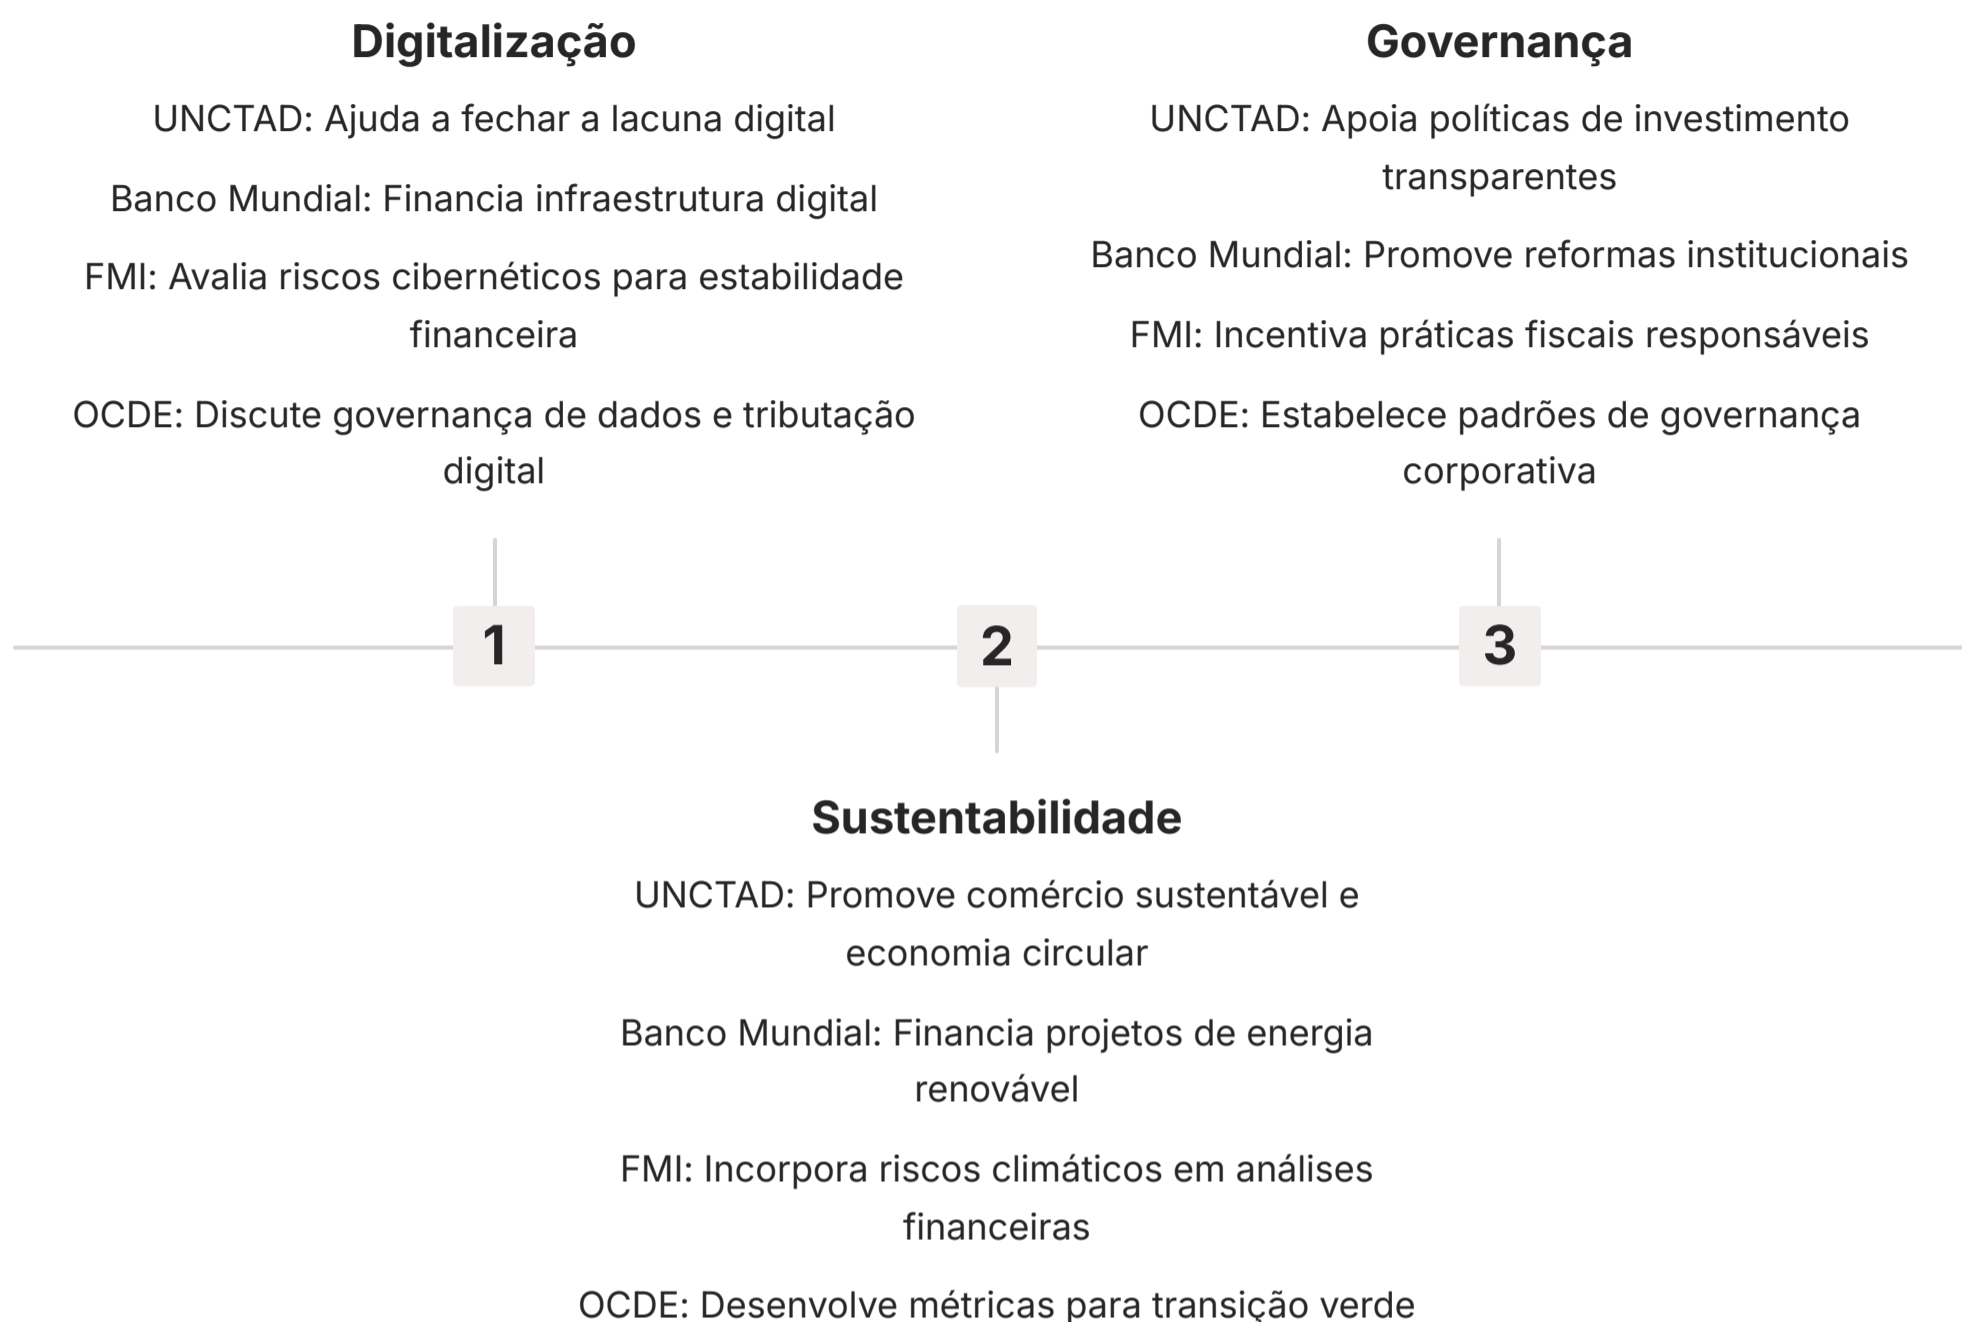 Digitalização
UNCTAD: Ajuda a fechar a lacuna digital
Banco Mundial: Financia infraestrutura digital
FMI: Avalia riscos cibernéticos para estabilidade
financeira
OCDE: Discute governança de dados e tributação
digital
Governança
UNCTAD: Apoia políticas de investimento
transparentes
Banco Mundial: Promove reformas institucionais
FMI: Incentiva práticas fiscais responsáveis
OCDE: Estabelece padrões de governança
corporativa
1
2
3
Sustentabilidade
UNCTAD: Promove comércio sustentável e
economia circular
Banco Mundial: Financia projetos de energia
renovável
FMI: Incorpora riscos climáticos em análises
financeiras
OCDE: Desenvolve métricas para transição verde